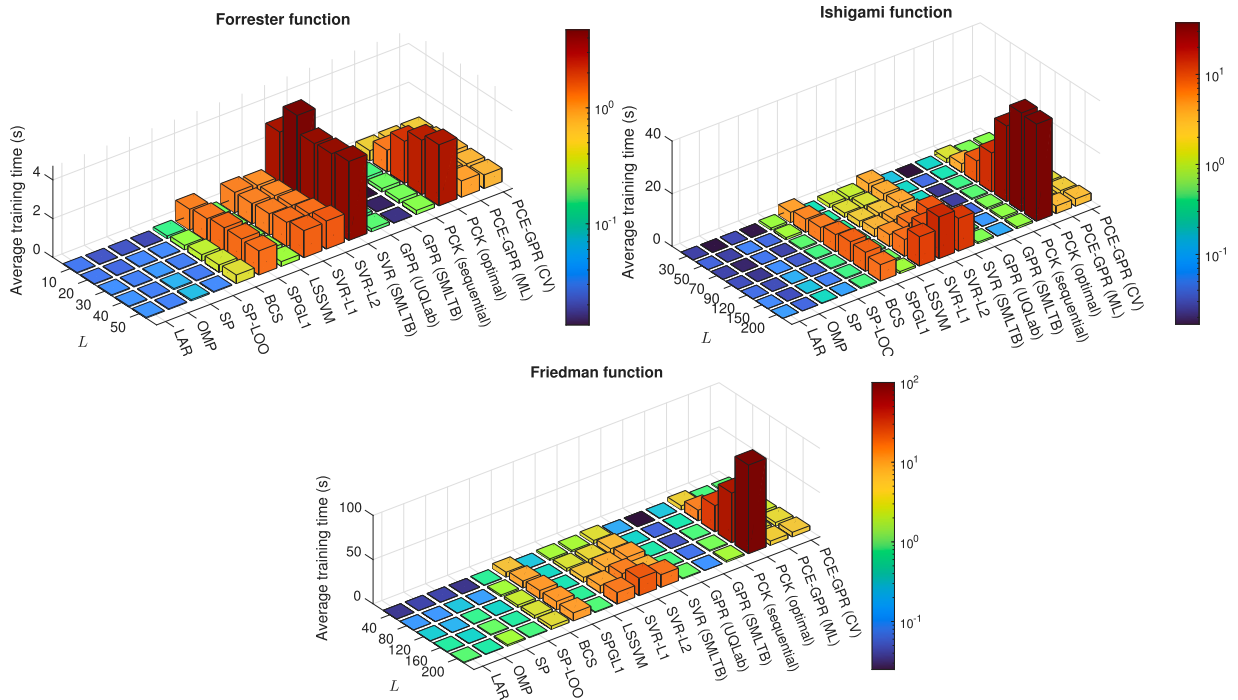 Forrester function
Average training time (s)
4
2
0
10
20
30
40
50
L
LAR
OMP
SP
SP-LOO
BCS
SPGL1
LSSVM
SVR-L1
SVR-L2
SVR (SMLTB)
GPR (UQLab)
GPR (SMLTB)
PCK (sequential)
PCK (optimal)
PCE-GPR (ML)
PCE-GPR (CV)
10^0
10^-1
Ishigami function
Average training time (s)
40
20
0
30
50
70
90
120
150
200
L
LAR
OMP
SP
SP-LOC
BCS
SPGL1
LSSVM
SVR-L1
SVR-L2
SVR (SMLTB)
GPR (UQLab)
GPR (SMLTB)
PCK (sequential)
PCK (optimal)
PCE-GPR (ML)
PCE-GPR (CV)
10^1
10^0
10^-1
Friedman function
Average training time (s)
100
50
0
40
80
120
160
200
L
LAR
OMP
SP
SP-LOO
BCS
SPGL1
LSSVM
SVR-L1
SVR-L2
SVR (SMLTB)
GPR (UQLab)
GPR (SMLTB)
PCK (sequential)
PCK (optimal)
PCE-GPR (ML)
PCE-GPR (CV)
10^2
10^1
10^0
10^-1